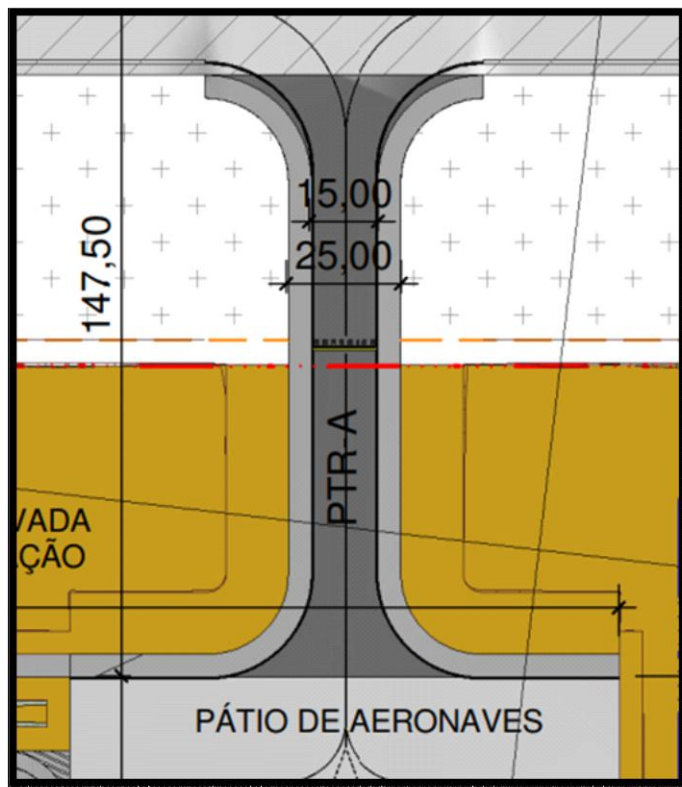 15,00
25,00
147,50
PTR-A
VADA
ÇÃO
PÁTIO DE AERONAVES